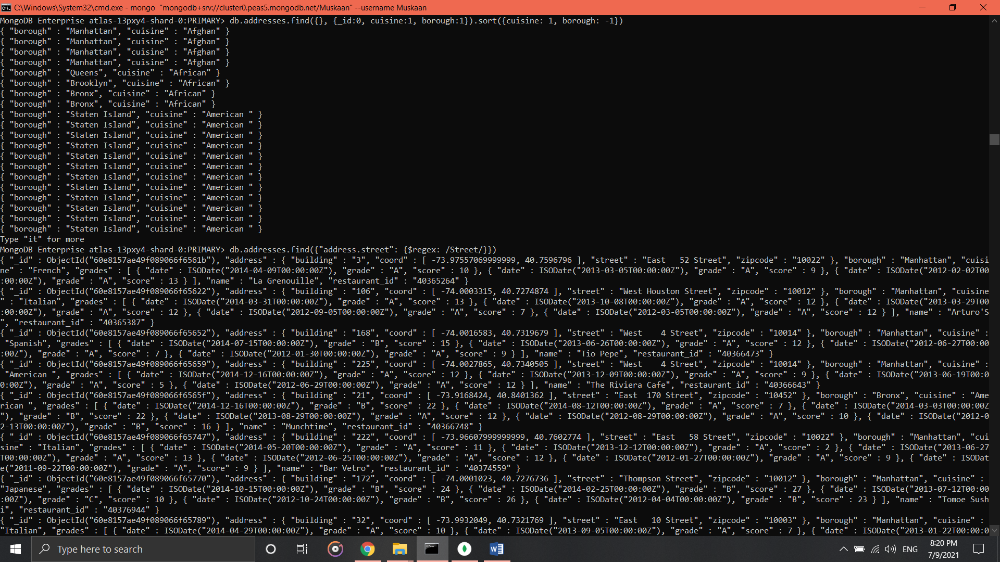 C:\Windows\System32\cmd.exe - mongo  "mongodb+srv://cluster0.peas5.mongodb.net/Muskaan" --username Muskaan
MongoDB Enterprise atlas-13pxy4-shard-0:PRIMARY> db.addresses.find({}, {_id:0, cuisine:1, borough:1}).sort({cuisine: 1, borough: -1})
{ "borough" : "Manhattan", "cuisine" : "Afghan" }
{ "borough" : "Manhattan", "cuisine" : "Afghan" }
{ "borough" : "Manhattan", "cuisine" : "Afghan" }
{ "borough" : "Manhattan", "cuisine" : "Afghan" }
{ "borough" : "Queens", "cuisine" : "African" }
{ "borough" : "Brooklyn", "cuisine" : "African" }
{ "borough" : "Bronx", "cuisine" : "African" }
{ "borough" : "Bronx", "cuisine" : "African" }
{ "borough" : "Staten Island", "cuisine" : "American " }
{ "borough" : "Staten Island", "cuisine" : "American " }
{ "borough" : "Staten Island", "cuisine" : "American " }
{ "borough" : "Staten Island", "cuisine" : "American " }
{ "borough" : "Staten Island", "cuisine" : "American " }
{ "borough" : "Staten Island", "cuisine" : "American " }
{ "borough" : "Staten Island", "cuisine" : "American " }
{ "borough" : "Staten Island", "cuisine" : "American " }
{ "borough" : "Staten Island", "cuisine" : "American " }
{ "borough" : "Staten Island", "cuisine" : "American " }
{ "borough" : "Staten Island", "cuisine" : "American " }
{ "borough" : "Staten Island", "cuisine" : "American " }
Type "it" for more
MongoDB Enterprise atlas-13pxy4-shard-0:PRIMARY> db.addresses.find({"address.street": {$regex: /Street/}})
{ "_id" : ObjectId("60e8157ae49f089066f6561b"), "address" : { "building" : "3", "coord" : [ -73.97557069999999, 40.7596796 ], "street" : "East   52 Street", "zipcode" : "10022" }, "borough" : "Manhattan", "cuisi
ne" : "French", "grades" : [ { "date" : ISODate("2014-04-09T00:00:00Z"), "grade" : "A", "score" : 10 }, { "date" : ISODate("2013-03-05T00:00:00Z"), "grade" : "A", "score" : 9 }, { "date" : ISODate("2012-02-02T00
:00:00Z"), "grade" : "A", "score" : 13 } ], "name" : "La Grenouille", "restaurant_id" : "40365264" }
{ "_id" : ObjectId("60e8157ae49f089066f65622"), "address" : { "building" : "106", "coord" : [ -74.0003315, 40.7274874 ], "street" : "West Houston Street", "zipcode" : "10012" }, "borough" : "Manhattan", "cuisine
" : "Italian", "grades" : [ { "date" : ISODate("2014-03-31T00:00:00Z"), "grade" : "A", "score" : 13 }, { "date" : ISODate("2013-10-08T00:00:00Z"), "grade" : "A", "score" : 12 }, { "date" : ISODate("2013-03-29T00
:00:00Z"), "grade" : "A", "score" : 12 }, { "date" : ISODate("2012-09-05T00:00:00Z"), "grade" : "A", "score" : 7 }, { "date" : ISODate("2012-03-05T00:00:00Z"), "grade" : "A", "score" : 12 } ], "name" : "Arturo'S
", "restaurant_id" : "40365387" }
{ "_id" : ObjectId("60e8157ae49f089066f65652"), "address" : { "building" : "168", "coord" : [ -74.0016583, 40.7319679 ], "street" : "West    4 Street", "zipcode" : "10014" }, "borough" : "Manhattan", "cuisine" :
 "Spanish", "grades" : [ { "date" : ISODate("2014-07-15T00:00:00Z"), "grade" : "B", "score" : 15 }, { "date" : ISODate("2013-06-26T00:00:00Z"), "grade" : "A", "score" : 12 }, { "date" : ISODate("2012-06-27T00:00
:00Z"), "grade" : "A", "score" : 7 }, { "date" : ISODate("2012-01-30T00:00:00Z"), "grade" : "A", "score" : 9 } ], "name" : "Tio Pepe", "restaurant_id" : "40366473" }
{ "_id" : ObjectId("60e8157ae49f089066f65659"), "address" : { "building" : "225", "coord" : [ -74.0027865, 40.7340505 ], "street" : "West    4 Street", "zipcode" : "10014" }, "borough" : "Manhattan", "cuisine" :
 "American ", "grades" : [ { "date" : ISODate("2014-12-16T00:00:00Z"), "grade" : "A", "score" : 12 }, { "date" : ISODate("2013-12-09T00:00:00Z"), "grade" : "A", "score" : 9 }, { "date" : ISODate("2013-06-19T00:0
0:00Z"), "grade" : "A", "score" : 5 }, { "date" : ISODate("2012-06-29T00:00:00Z"), "grade" : "A", "score" : 12 } ], "name" : "The Riviera Cafe", "restaurant_id" : "40366643" }
{ "_id" : ObjectId("60e8157ae49f089066f6565f"), "address" : { "building" : "21", "coord" : [ -73.9168424, 40.8401362 ], "street" : "East  170 Street", "zipcode" : "10452" }, "borough" : "Bronx", "cuisine" : "Ame
rican ", "grades" : [ { "date" : ISODate("2014-12-16T00:00:00Z"), "grade" : "B", "score" : 22 }, { "date" : ISODate("2014-08-12T00:00:00Z"), "grade" : "A", "score" : 7 }, { "date" : ISODate("2014-03-03T00:00:00Z
"), "grade" : "B", "score" : 22 }, { "date" : ISODate("2013-08-29T00:00:00Z"), "grade" : "A", "score" : 12 }, { "date" : ISODate("2012-08-29T00:00:00Z"), "grade" : "A", "score" : 10 }, { "date" : ISODate("2012-0
2-13T00:00:00Z"), "grade" : "B", "score" : 16 } ], "name" : "Munchtime", "restaurant_id" : "40366748" }
{ "_id" : ObjectId("60e8157ae49f089066f65747"), "address" : { "building" : "222", "coord" : [ -73.96607999999999, 40.7602774 ], "street" : "East   58 Street", "zipcode" : "10022" }, "borough" : "Manhattan", "cui
sine" : "Italian", "grades" : [ { "date" : ISODate("2014-05-20T00:00:00Z"), "grade" : "A", "score" : 11 }, { "date" : ISODate("2013-12-12T00:00:00Z"), "grade" : "A", "score" : 2 }, { "date" : ISODate("2013-06-27
T00:00:00Z"), "grade" : "A", "score" : 13 }, { "date" : ISODate("2012-06-25T00:00:00Z"), "grade" : "A", "score" : 12 }, { "date" : ISODate("2012-01-27T00:00:00Z"), "grade" : "A", "score" : 9 }, { "date" : ISODat
e("2011-09-22T00:00:00Z"), "grade" : "A", "score" : 9 } ], "name" : "Bar Vetro", "restaurant_id" : "40374559" }
{ "_id" : ObjectId("60e8157ae49f089066f65770"), "address" : { "building" : "172", "coord" : [ -74.0001023, 40.7276736 ], "street" : "Thompson Street", "zipcode" : "10012" }, "borough" : "Manhattan", "cuisine" :
"Japanese", "grades" : [ { "date" : ISODate("2014-10-15T00:00:00Z"), "grade" : "B", "score" : 24 }, { "date" : ISODate("2014-02-25T00:00:00Z"), "grade" : "B", "score" : 27 }, { "date" : ISODate("2013-07-12T00:00
:00Z"), "grade" : "C", "score" : 10 }, { "date" : ISODate("2012-10-24T00:00:00Z"), "grade" : "B", "score" : 26 }, { "date" : ISODate("2012-04-04T00:00:00Z"), "grade" : "B", "score" : 23 } ], "name" : "Tomoe Sush
i", "restaurant_id" : "40376944" }
{ "_id" : ObjectId("60e8157ae49f089066f65789"), "address" : { "building" : "32", "coord" : [ -73.9932049, 40.7321769 ], "street" : "East   10 Street", "zipcode" : "10003" }, "borough" : "Manhattan", "cuisine" :
"Italian", "grades" : [ { "date" : ISODate("2014-04-29T00:00:00Z"), "grade" : "A", "score" : 10 }, { "date" : ISODate("2013-09-05T00:00:00Z"), "grade" : "A", "score" : 7 }, { "date" : ISODate("2013-01-22T00:00:0
Type here to search
ENG
8:20 PM
7/9/2021